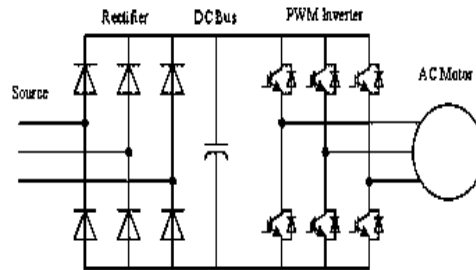 Rectifier
DC Bus
PWM Inverter
AC Motor
Source